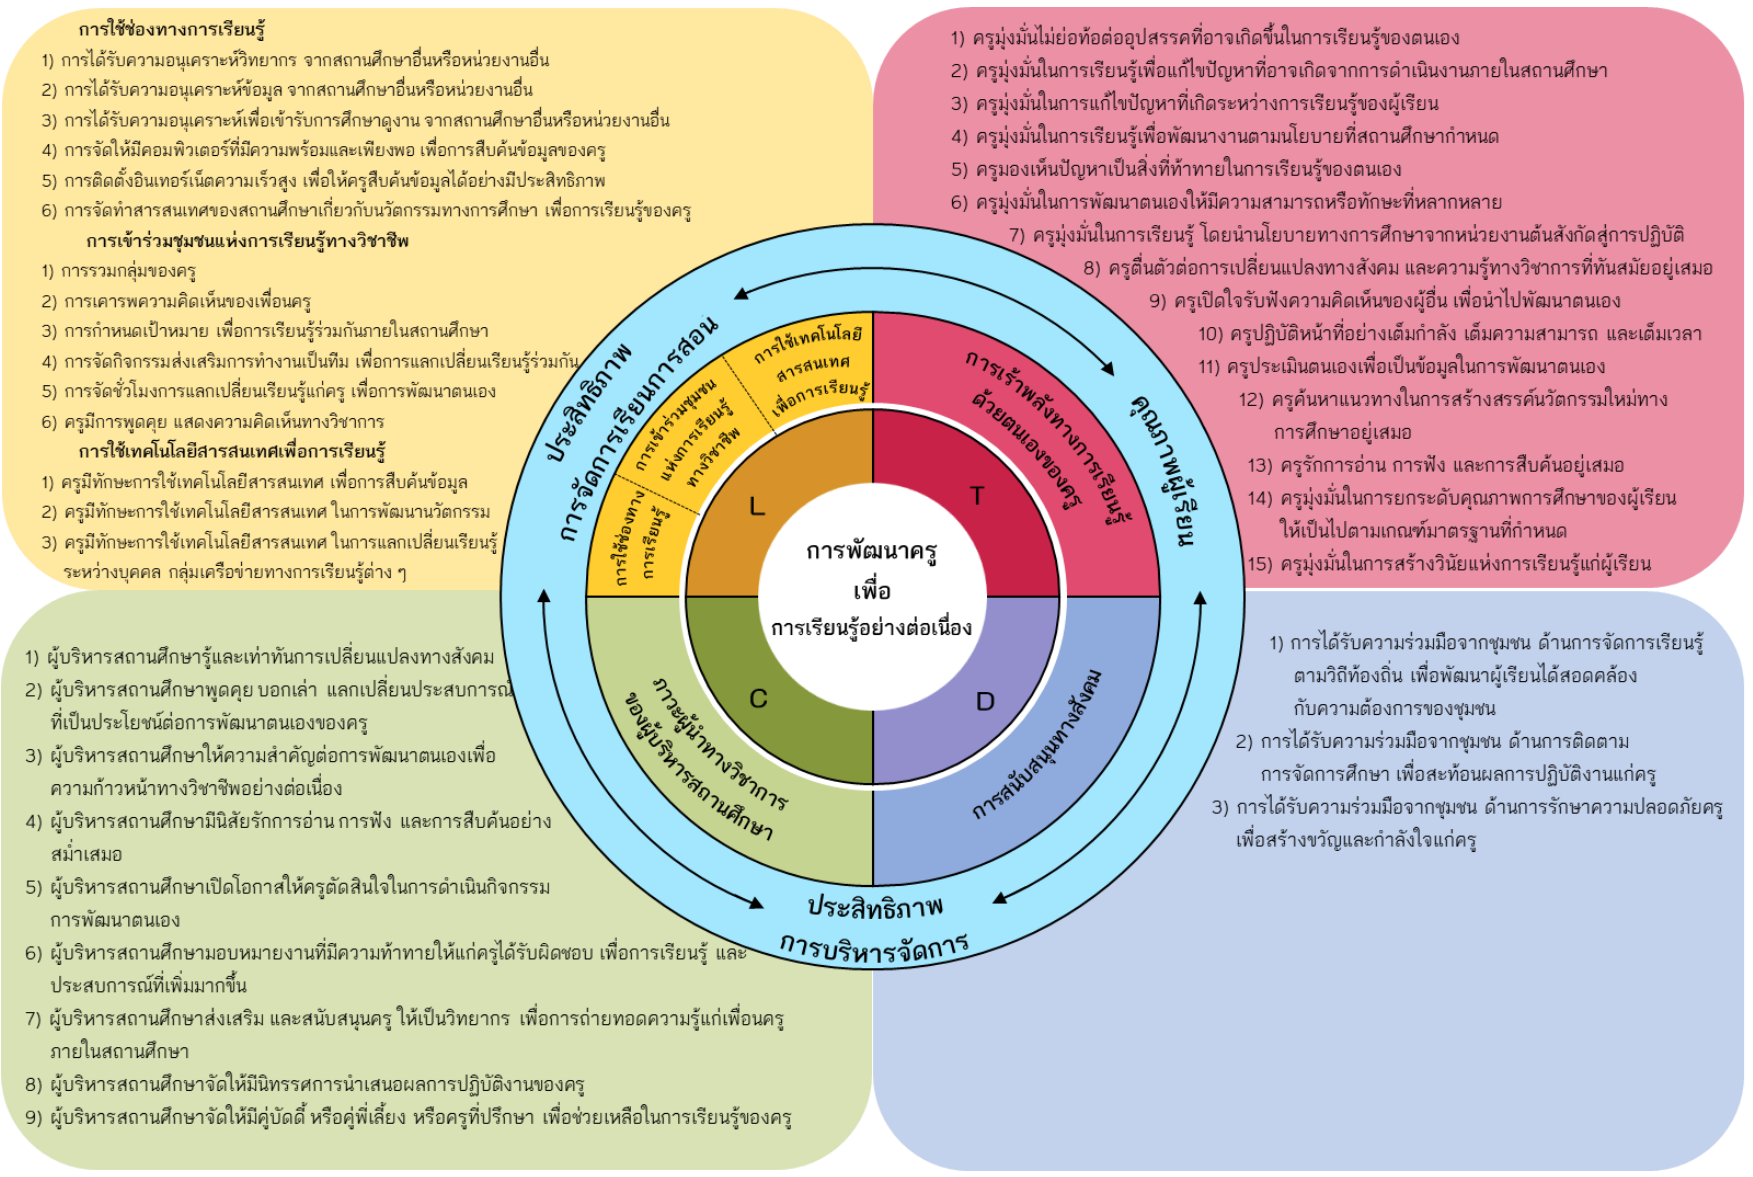 การใช้ช่องทางการเรียนรู้
1) การได้รับความอนุเคราะห์วิทยากร จากสถานศึกษาอื่นหรือหน่วยงานอื่น
2) การได้รับความอนุเคราะห์ข้อมูล จากสถานศึกษาอื่นหรือหน่วยงานอื่น
3) การได้รับความอนุเคราะห์เพื่อเข้ารับการศึกษาดูงาน จากสถานศึกษาอื่นหรือหน่วยงานอื่น
4) การจัดให้มีคอมพิวเตอร์ที่มีความพร้อมและเพียงพอ เพื่อการสืบค้นข้อมูลของครู
5) การติดตั้งอินเทอร์เน็ตความเร็วสูง เพื่อให้ครูสืบค้นข้อมูลได้อย่างมีประสิทธิภาพ
6) การจัดทำสารสนเทศของสถานศึกษาเกี่ยวกับนวัตกรรมทางการศึกษา เพื่อการเรียนรู้ของครู
การเข้าร่วมชุมชนแห่งการเรียนรู้ทางวิชาชีพ
1) การรวมกลุ่มของครู
2) การเคารพความคิดเห็นของเพื่อนครู
3) การกำหนดเป้าหมาย เพื่อการเรียนรู้ร่วมกันภายในสถานศึกษา
4) การจัดกิจกรรมส่งเสริมการทำงานเป็นทีม เพื่อการแลกเปลี่ยนเรียนรู้ร่วมกัน
5) การจัดชั่วโมงการแลกเปลี่ยนเรียนรู้แก่ครู เพื่อการพัฒนาตนเอง
6) ครูมีการพูดคุย แสดงความคิดเห็นทางวิชาการ
การใช้เทคโนโลยีสารสนเทศเพื่อการเรียนรู้
1) ครูมีทักษะการใช้เทคโนโลยีสารสนเทศ เพื่อการสืบค้นข้อมูล
2) ครูมีทักษะการใช้เทคโนโลยีสารสนเทศ ในการพัฒนานวัตกรรม
3) ครูมีทักษะการใช้เทคโนโลยีสารสนเทศ ในการแลกเปลี่ยนเรียนรู้
ระหว่างบุคคล กลุ่มเครือข่ายทางการเรียนรู้ต่าง ๆ
1) ครูมุ่งมั่นไม่ย่อท้อต่ออุปสรรคที่อาจเกิดขึ้นในการเรียนรู้ของตนเอง
2) ครูมุ่งมั่นในการเรียนรู้เพื่อแก้ไขปัญหาที่อาจเกิดจากการดำเนินงานภายในสถานศึกษา
3) ครูมุ่งมั่นในการแก้ไขปัญหาที่เกิดระหว่างการเรียนรู้ของผู้เรียน
4) ครูมุ่งมั่นในการเรียนรู้เพื่อพัฒนางานตามนโยบายที่สถานศึกษากำหนด
5) ครูมองเห็นปัญหาเป็นสิ่งที่ท้าทายในการเรียนรู้ของตนเอง
6) ครูมุ่งมั่นในการพัฒนาตนเองให้มีความสามารถหรือทักษะที่หลากหลาย
7) ครูมุ่งมั่นในการเรียนรู้ โดยนำนโยบายทางการศึกษาจากหน่วยงานต้นสังกัดสู่การปฏิบัติ
8) ครูตื่นตัวต่อการเปลี่ยนแปลงทางสังคม และความรู้ทางวิชาการที่ทันสมัยอยู่เสมอ
9) ครูเปิดใจรับฟังความคิดเห็นของผู้อื่น เพื่อนำไปพัฒนาตนเอง
10) ครูปฏิบัติหน้าที่อย่างเต็มกำลัง เต็มความสามารถ และเต็มเวลา
11) ครูประเมินตนเองเพื่อเป็นข้อมูลในการพัฒนาตนเอง
12) ครูค้นหาแนวทางในการสร้างสรรค์นวัตกรรมใหม่ทาง
การศึกษาอยู่เสมอ
13) ครูรักการอ่าน การฟัง และการสืบค้นอยู่เสมอ
14) ครูมุ่งมั่นในการยกระดับคุณภาพการศึกษาของผู้เรียน
ให้เป็นไปตามเกณฑ์มาตรฐานที่กำหนด
15) ครูมุ่งมั่นในการสร้างวินัยแห่งการเรียนรู้แก่ผู้เรียน
ประสิทธิภาพ
การจัดการเรียนการสอน
คุณภาพผู้เรียน
การใช้ช่องทาง
การเรียนรู้
การเข้าร่วมชุมชน
แห่งการเรียนรู้
ทางวิชาชีพ
การใช้เทคโนโลยี
สารสนเทศ
เพื่อการเรียนรู้
การเร้าพลังทางการเรียนรู้
ด้วยตนเองของครู
L
T
การพัฒนาครู
เพื่อ
การเรียนรู้อย่างต่อเนื่อง
C
D
ภาวะผู้นำทางวิชาการ
ของผู้บริหารสถานศึกษา
การสนับสนุนทางสังคม
ประสิทธิภาพ
การบริหารจัดการ
1) ผู้บริหารสถานศึกษารู้และเท่าทันการเปลี่ยนแปลงทางสังคม
2) ผู้บริหารสถานศึกษาพูดคุย บอกเล่า แลกเปลี่ยนประสบการณ์
ที่เป็นประโยชน์ต่อการพัฒนาตนเองของครู
3) ผู้บริหารสถานศึกษาให้ความสำคัญต่อการพัฒนาตนเองเพื่อ
ความก้าวหน้าทางวิชาชีพอย่างต่อเนื่อง
4) ผู้บริหารสถานศึกษามีนิสัยรักการอ่าน การฟัง และการสืบค้นอย่าง
สม่ำเสมอ
5) ผู้บริหารสถานศึกษาเปิดโอกาสให้ครูตัดสินใจในการดำเนินกิจกรรม
การพัฒนาตนเอง
6) ผู้บริหารสถานศึกษามอบหมายงานที่มีความท้าทายให้แก่ครูได้รับผิดชอบ เพื่อการเรียนรู้ และ
ประสบการณ์ที่เพิ่มมากขึ้น
7) ผู้บริหารสถานศึกษาส่งเสริม และสนับสนุนครู ให้เป็นวิทยากร เพื่อการถ่ายทอดความรู้แก่เพื่อนครู
ภายในสถานศึกษา
8) ผู้บริหารสถานศึกษาจัดให้มีนิทรรศการนำเสนอผลการปฏิบัติงานของครู
9) ผู้บริหารสถานศึกษาจัดให้มีคู่บัดดี้ หรือคู่พี่เลี้ยง หรือครูที่ปรึกษา เพื่อช่วยเหลือในการเรียนรู้ของครู
1) การได้รับความร่วมมือจากชุมชน ด้านการจัดการเรียนรู้
ตามวิถีท้องถิ่น เพื่อพัฒนาผู้เรียนได้สอดคล้อง
กับความต้องการของชุมชน
2) การได้รับความร่วมมือจากชุมชน ด้านการติดตาม
การจัดการศึกษา เพื่อสะท้อนผลการปฏิบัติงานแก่ครู
3) การได้รับความร่วมมือจากชุมชน ด้านการรักษาความปลอดภัยครู
เพื่อสร้างขวัญและกำลังใจแก่ครู